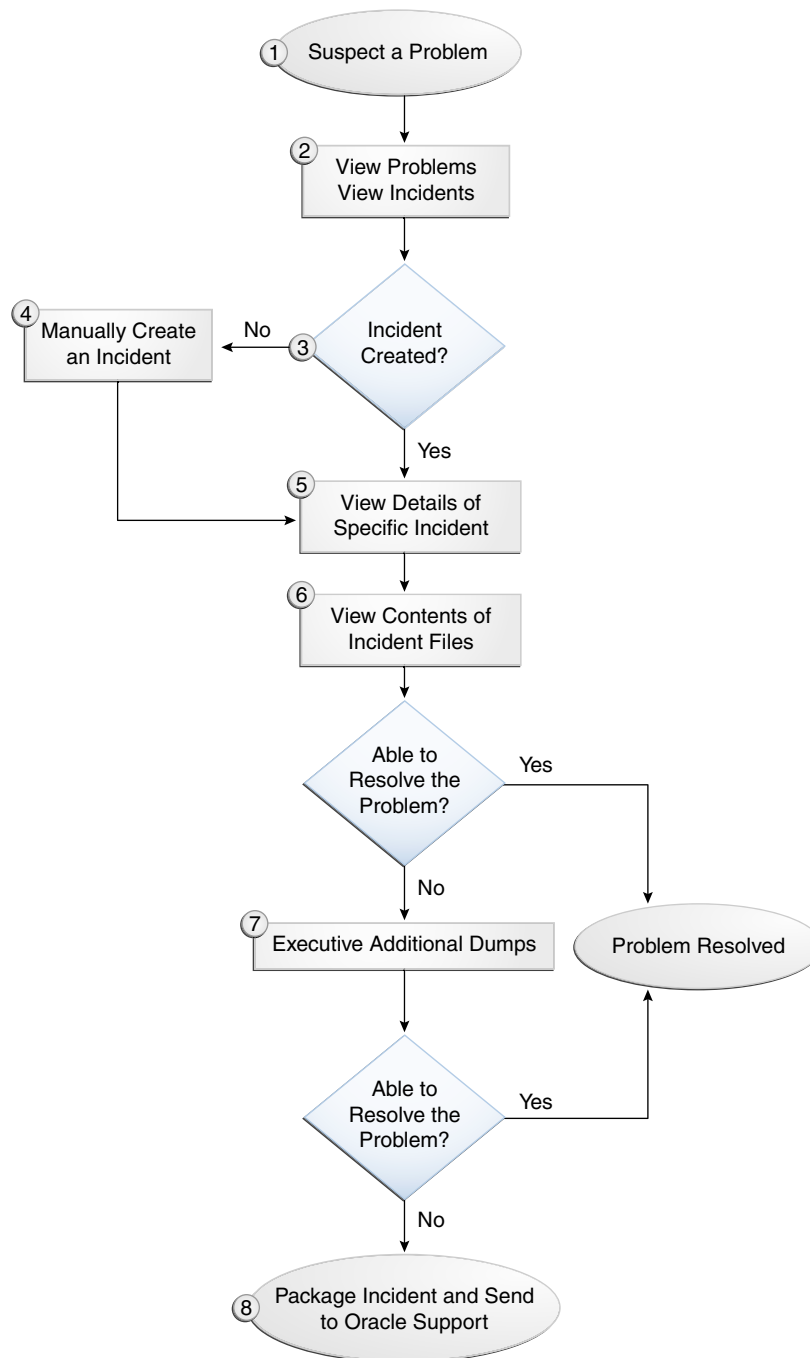 1 Suspect a Problem
2
View Problems
View Incidents
4
Manually Create
an Incident
No
3
Incident
Created?
Yes
5
View Details of
Specific Incident
6
View Contents of
Incident Files
Able to
Resolve the
Problem?
Yes
No
7
Executive Additional Dumps
Problem Resolved
Able to
Resolve the
Problem?
Yes
No
8
Package Incident and Send
to Oracle Support